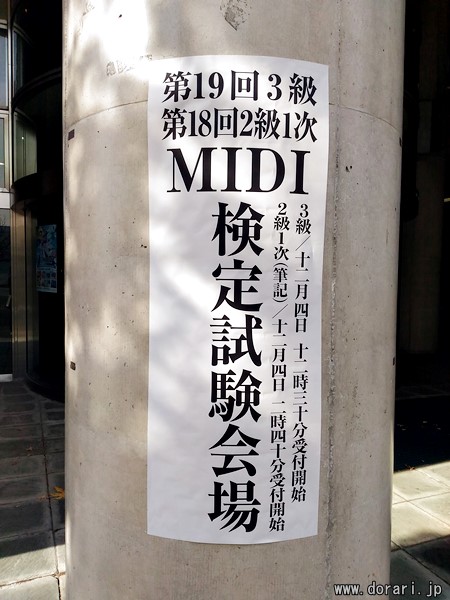 第19回3級
第18回2級1次
MIDI
検定試験会場
3級／十二月四日 十二時三十分受付開始
2級1次（筆記）／十二月四日 二時四十分受付開始
www.dorari.jp